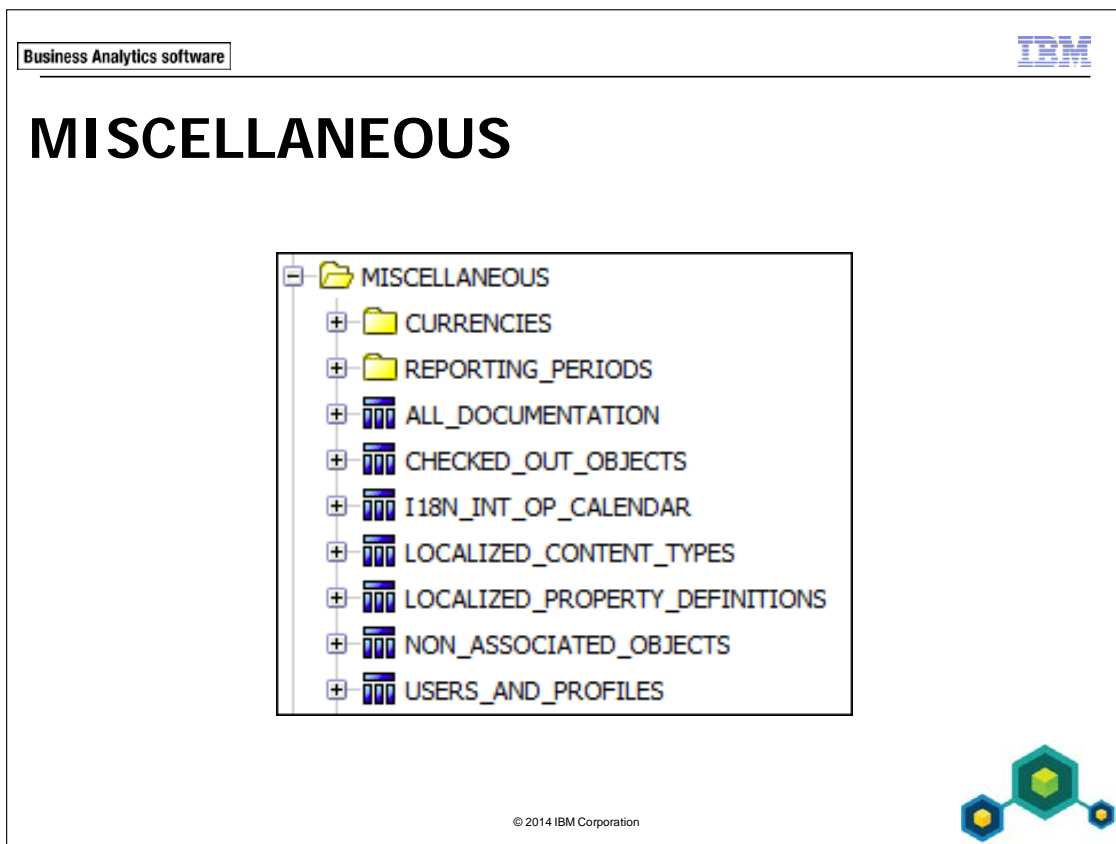 Business Analytics software
IBM
MISCELLANEOUS
MISCELLANEOUS
CURRENCIES
REPORTING_PERIODS
ALL_DOCUMENTATION
CHECKED_OUT_OBJECTS
I18N_INT_OP_CALENDAR
LOCALIZED_CONTENT_TYPES
LOCALIZED_PROPERTY_DEFINITIONS
NON_ASSOCIATED_OBJECTS
USERS_AND_PROFILES
© 2014 IBM Corporation